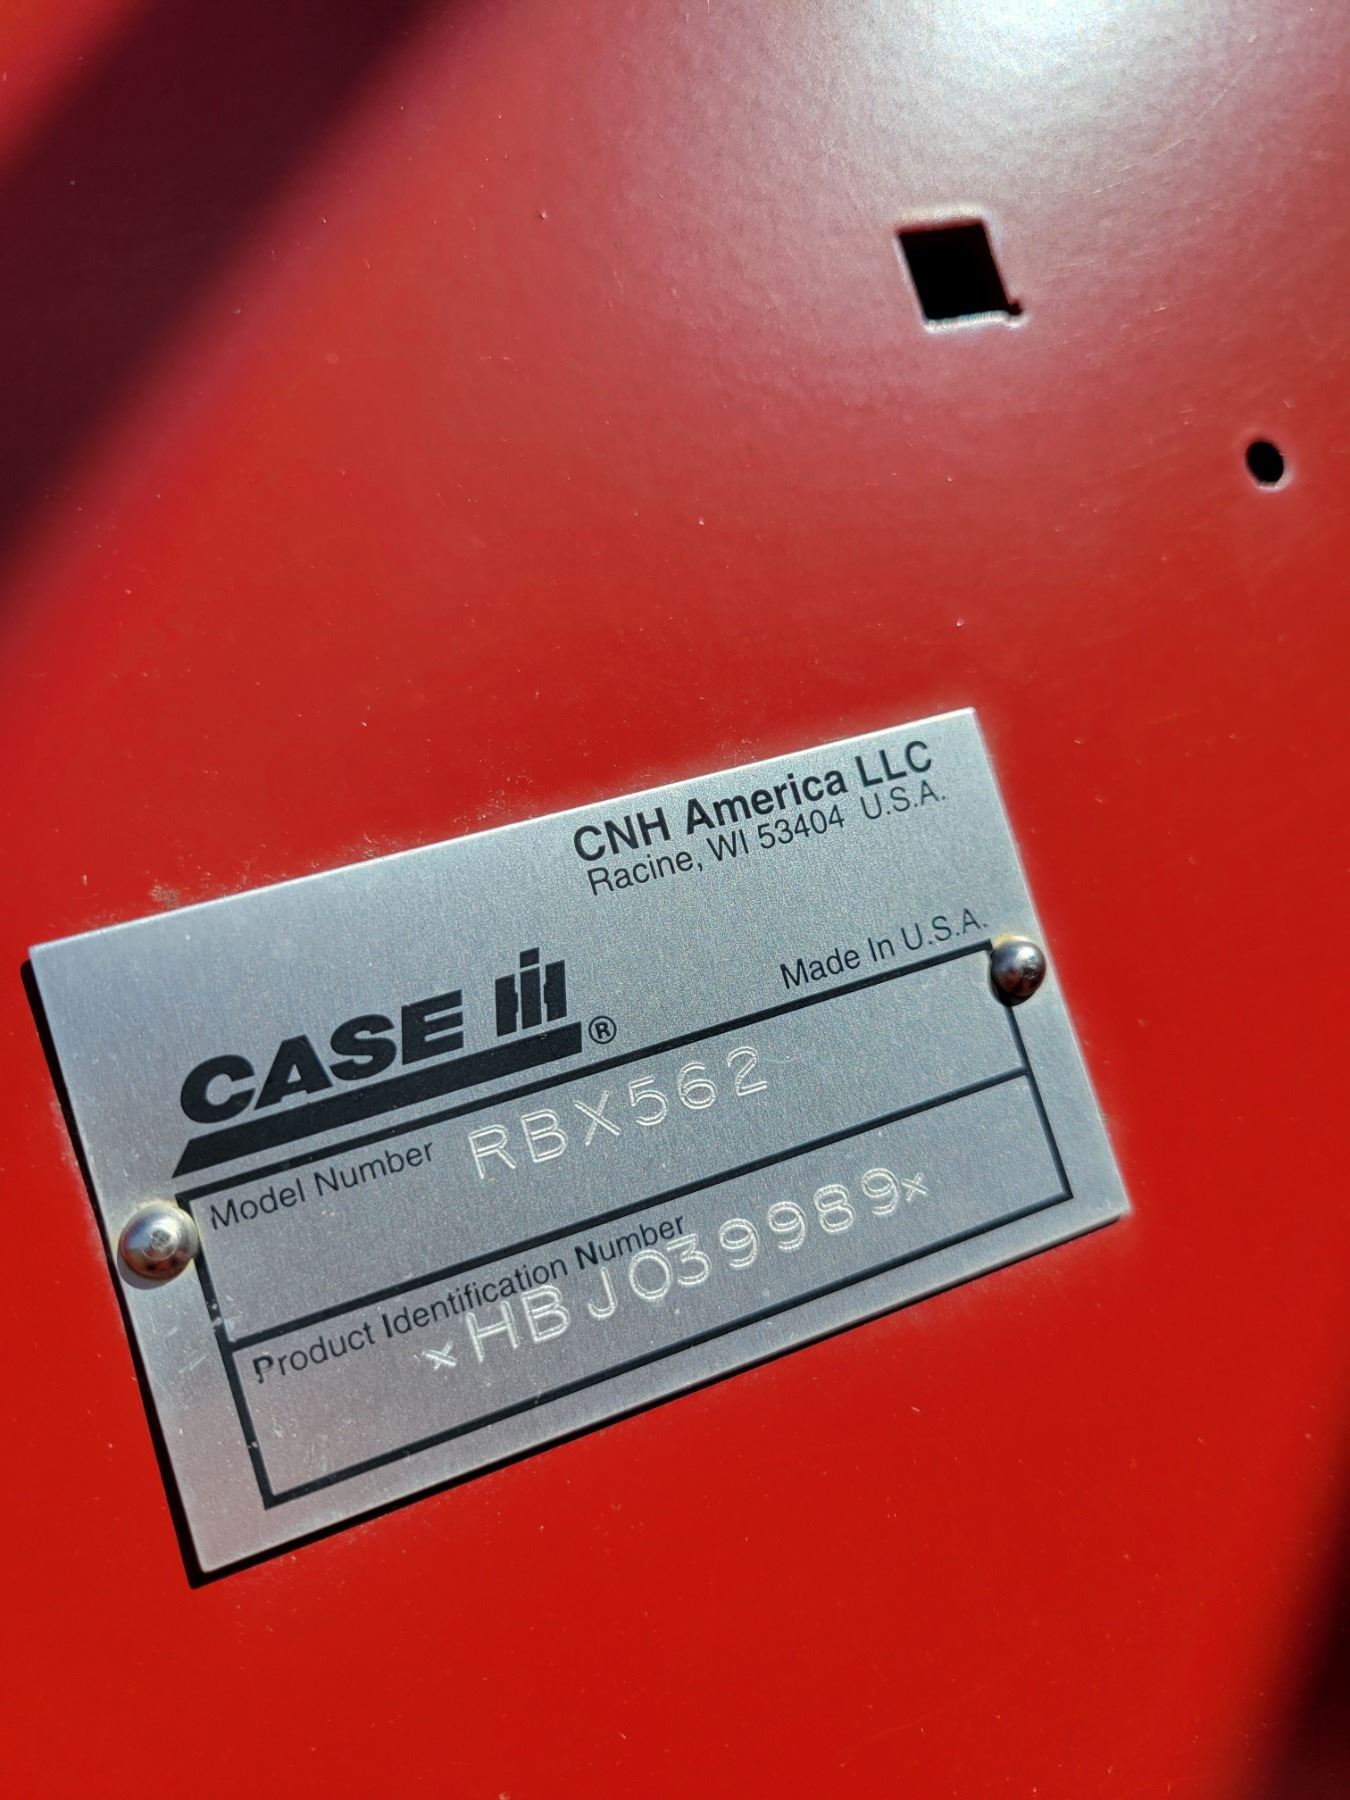 CNH America LLC
Racine, WI 53404 U.S.A.
Made In U.S.A.
CASE IH®
Model Number RBX562
Product Identification Number
*HBJ039989*